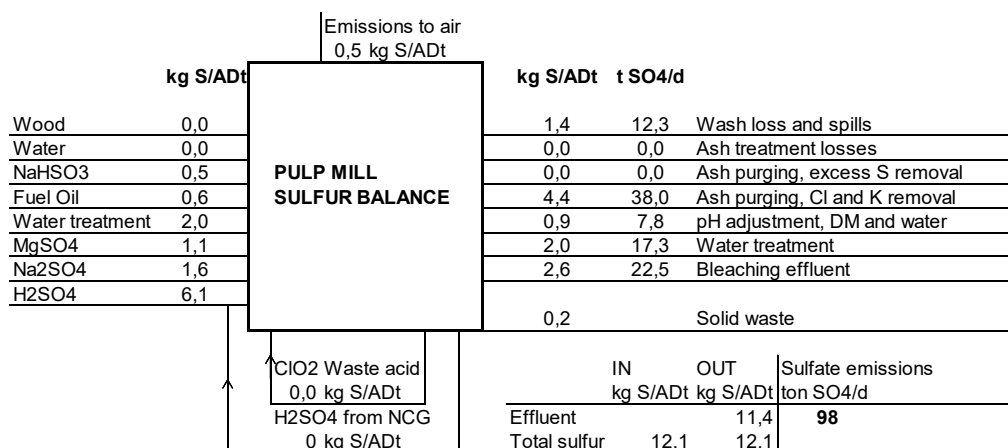 Emissions to air
0,5 kg S/ADt
kg S/ADt
kg S/ADt t SO4/d
Wood 0,0
1,4 12,3 Wash loss and spills
Water 0,0
0,0 0,0 Ash treatment losses
NaHSO3 0,5
PULP MILL
0,0 0,0 Ash purging, excess S removal
Fuel Oil 0,6
SULFUR BALANCE
4,4 38,0 Ash purging, Cl and K removal
Water treatment 2,0
0,9 7,8 pH adjustment, DM and water
MgSO4 1,1
2,0 17,3 Water treatment
Na2SO4 1,6
2,6 22,5 Bleaching effluent
H2SO4 6,1
0,2 Solid waste
ClO2 Waste acid
0,0 kg S/ADt
H2SO4 from NCG
0 kg S/ADt
IN OUT Sulfate emissions
kg S/ADt kg S/ADt ton SO4/d
Effluent 11,4 98
Total sulfur 12,1 12,1